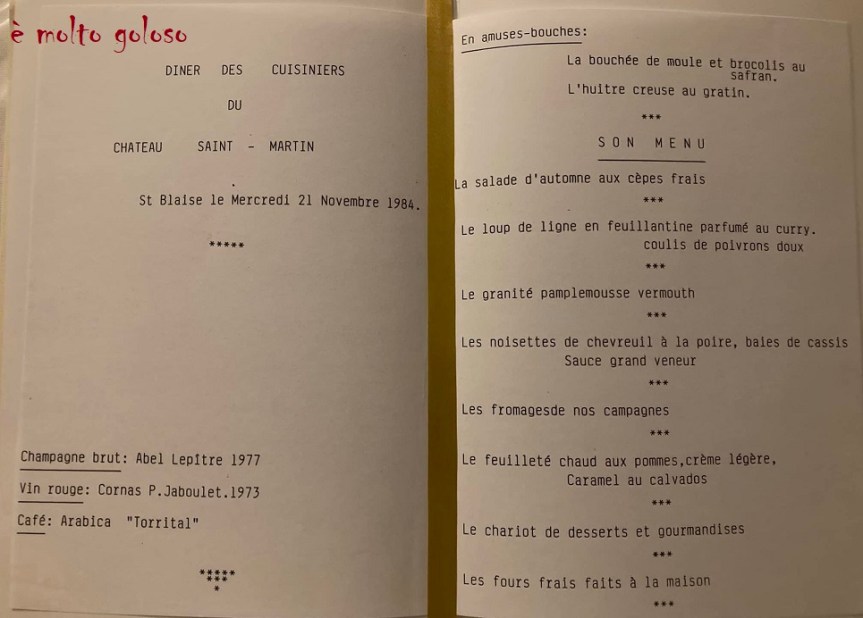 è molto goloso
DINER DES CUISINIERS
DU
CHATEAU SAINT - MARTIN
St Blaise le Mercredi 21 Novembre 1984.
*****
Champagne brut: Abel Lepître 1977
Vin rouge: Cornas P.Jaboulet.1973
Café: Arabica "Torrital"
*****
***
*
En amuses-bouches:
La bouchée de moule et brocolis au
safran.
L'huitre creuse au gratin.
***
SON MENU
La salade d'automne aux cèpes frais
***
Le loup de ligne en feuillantine parfumé au curry.
coulis de poivrons doux
***
Le granité pamplemousse vermouth
***
Les noisettes de chevreuil à la poire, baies de cassis
Sauce grand veneur
***
Les fromagesde nos campagnes
***
Le feuilleté chaud aux pommes,crème légère,
Caramel au calvados
***
Le chariot de desserts et gourmandises
***
Les fours frais faits à la maison
***